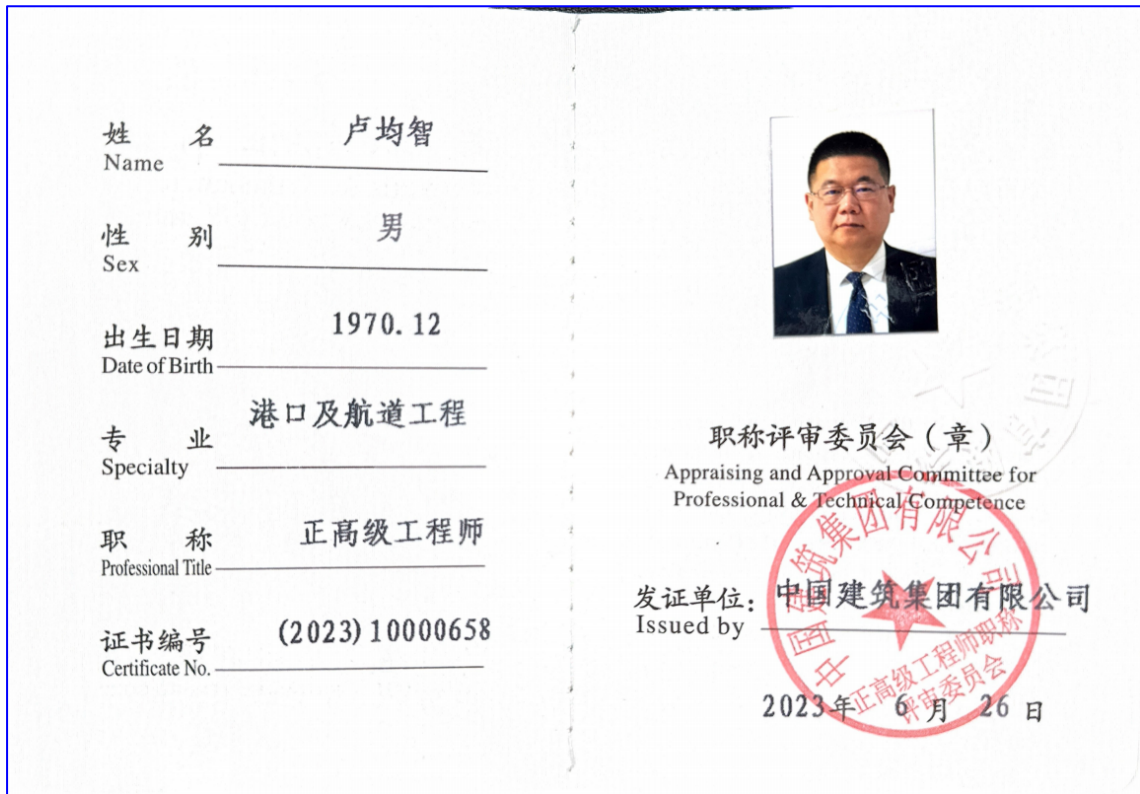 姓名 卢均智
Name
性别 男
Sex
出生日期 1970.12
Date of Birth
专业 港口及航道工程
Specialty
职称 正高级工程师
Professional Title
证书编号 (2023)10000658
Certificate No.
职称评审委员会（章）
Appraising and Approval Committee for
Professional & Technical Competence
发证单位：中国建筑集团有限公司
Issued by
2023年 6 月 26 日
中国建筑集团有限公司
正高级工程师职称
评审委员会